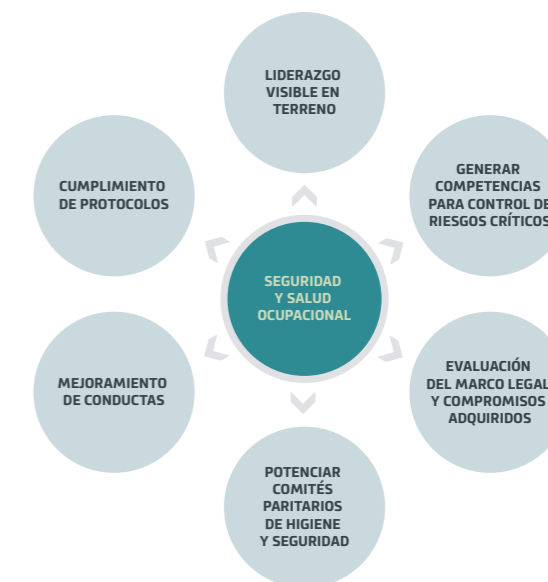 LIDERAZGO
VISIBLE EN
TERRENO
GENERAR
COMPETENCIAS
PARA CONTROL DE
RIESGOS CRÍTICOS
CUMPLIMIENTO
DE PROTOCOLOS
SEGURIDAD
Y SALUD
OCUPACIONAL
MEJORAMIENTO
DE CONDUCTAS
EVALUACIÓN
DEL MARCO LEGAL
Y COMPROMISOS
ADQUIRIDOS
POTENCIAR
COMITÉS
PARITARIOS
DE HIGIENE
Y SEGURIDAD